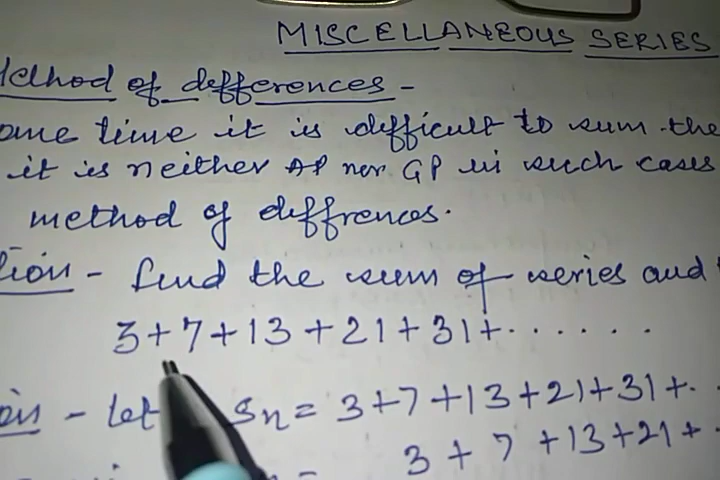 MISCELLANEOUS SERIES
Method of differences -
time it is difficult to sum the
it is neither AP nor GP in such cases
method of diffrences.
- find the sum of series and
3+7+13+21+31+......
- let Sn = 3+7+13+21+31+..
3+7+13+21+